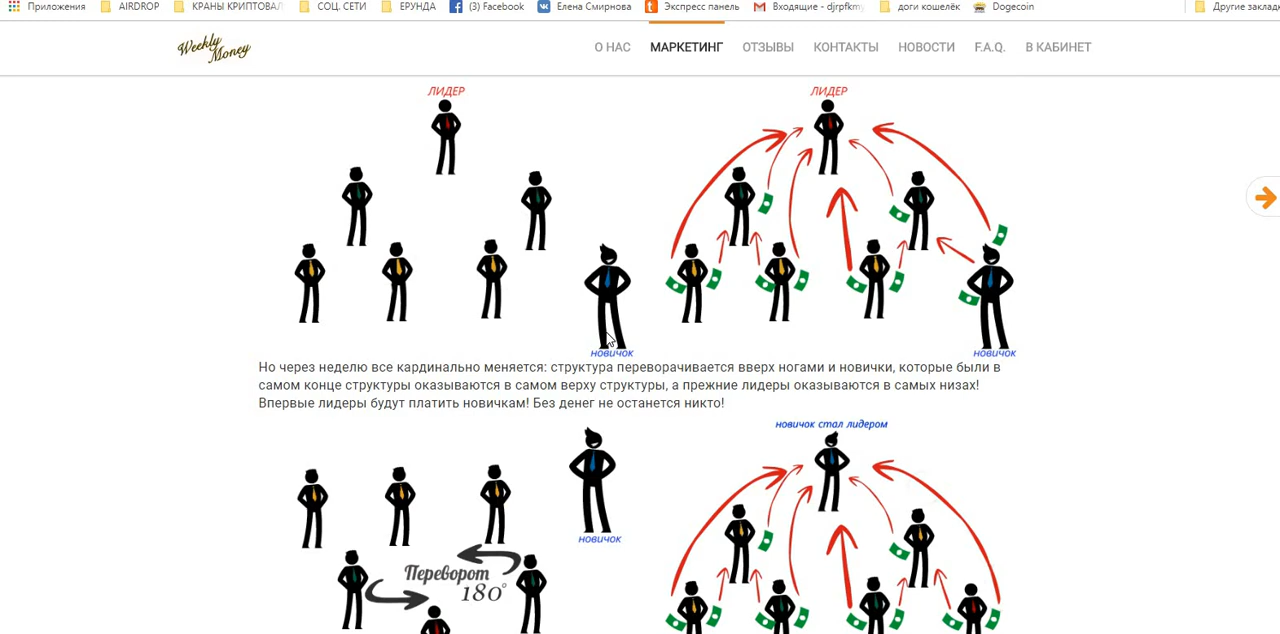 Приложения AIRDROP КРАНЫ КРИПТОВАЛ СОЦ. СЕТИ ЕРУНДА (3) Facebook Елена Смирнова Экспресс панель Входящие - djrpfkmy доги кошелёк Dogecoin Другие заклад
Weekly
Money
О НАС МАРКЕТИНГ ОТЗЫВЫ КОНТАКТЫ НОВОСТИ F.A.Q. В КАБИНЕТ
ЛИДЕР ЛИДЕР
новичок новичок
Но через неделю все кардинально меняется: структура переворачивается вверх ногами и новички, которые были в
самом конце структуры оказываются в самом верху структуры, а прежние лидеры оказываются в самых низах!
Впервые лидеры будут платить новичкам! Без денег не останется никто!
новичок стал лидером
новичок
Переворот
180°